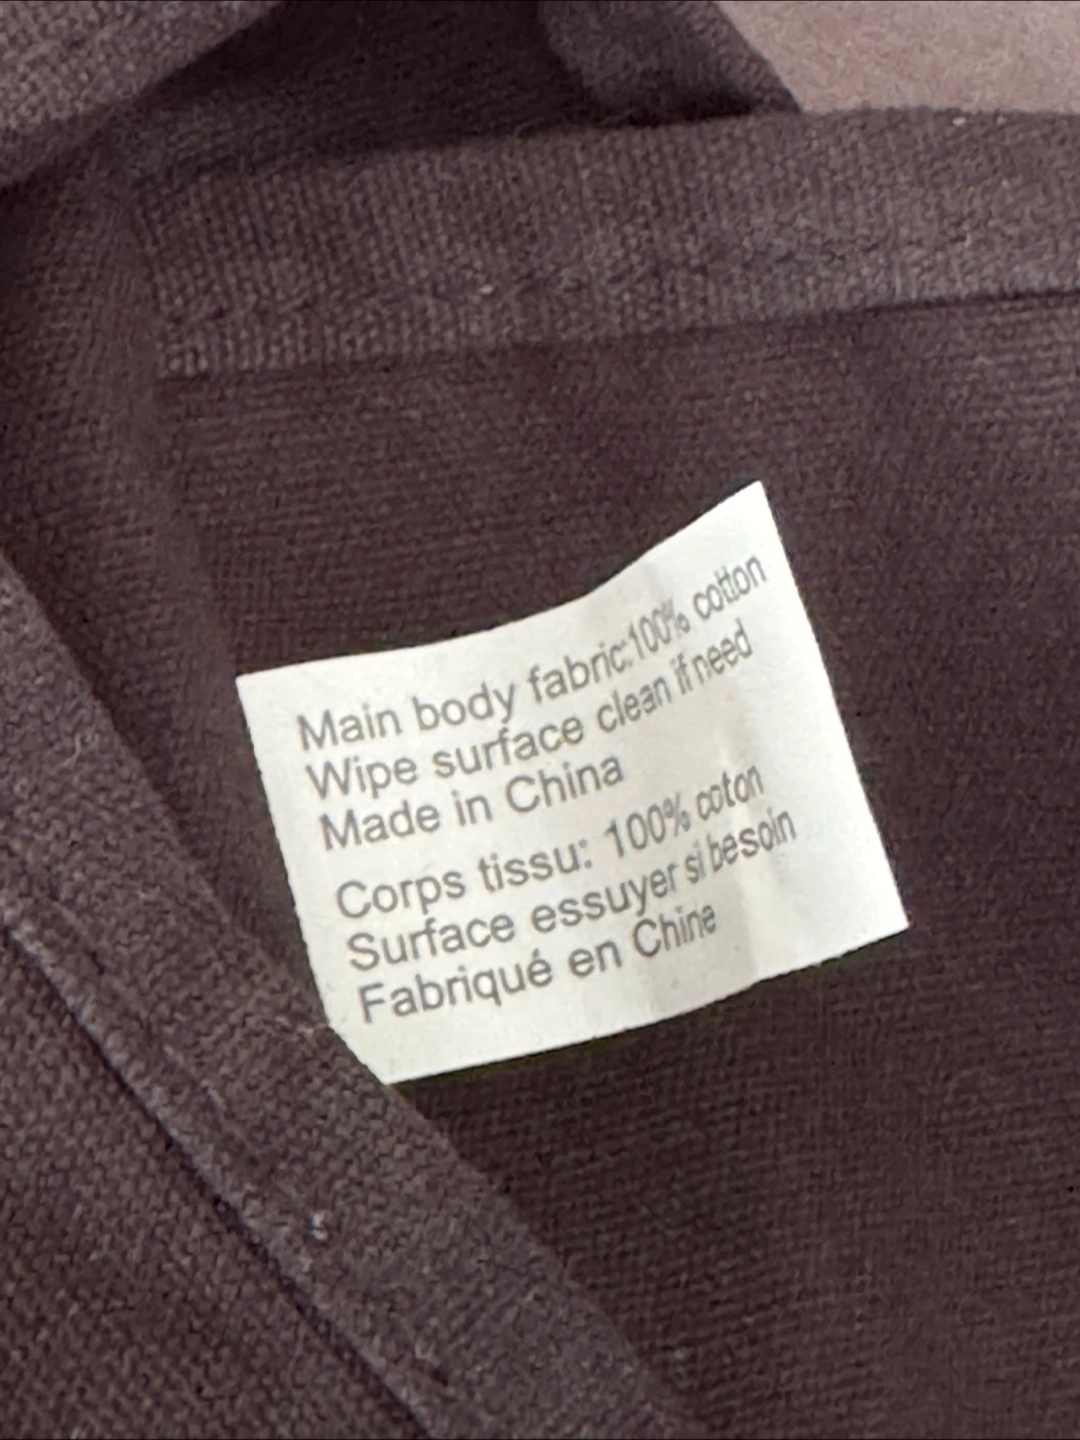 Main body fabric:100% cotton
Wipe surface clean if need
Made in China
Corps tissu: 100% coton
Surface essuyer si besoin
Fabriqué en Chine